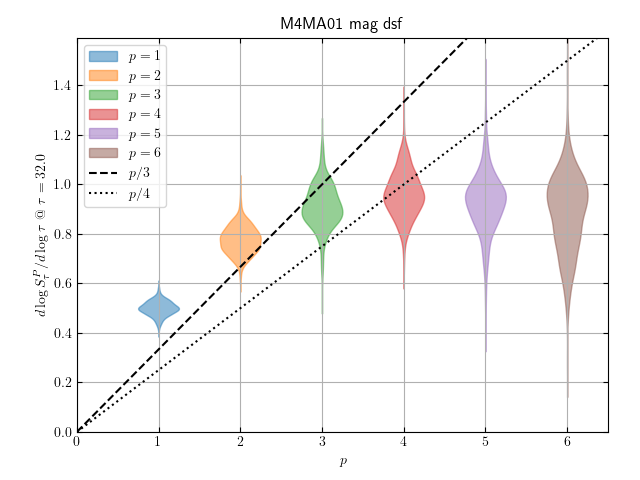 M4MA01 mag dsf
d log S_τ^P / d log τ @ τ = 32.0
1.4
1.2
1.0
0.8
0.6
0.4
0.2
0.0
p = 1
p = 2
p = 3
p = 4
p = 5
p = 6
p/3
p/4
0 1 2 3 4 5 6
p